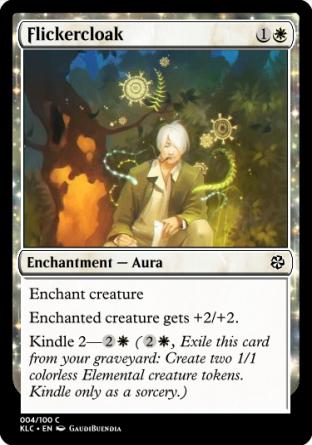 Flickercloak 1
Enchantment — Aura
Enchant creature
Enchanted creature gets +2/+2.
Kindle 2—2 ( 2 , Exile this card
from your graveyard: Create two 1/1
colorless Elemental creature tokens.
Kindle only as a sorcery.)
004/100 C
KLC • EN GaudiBuendia